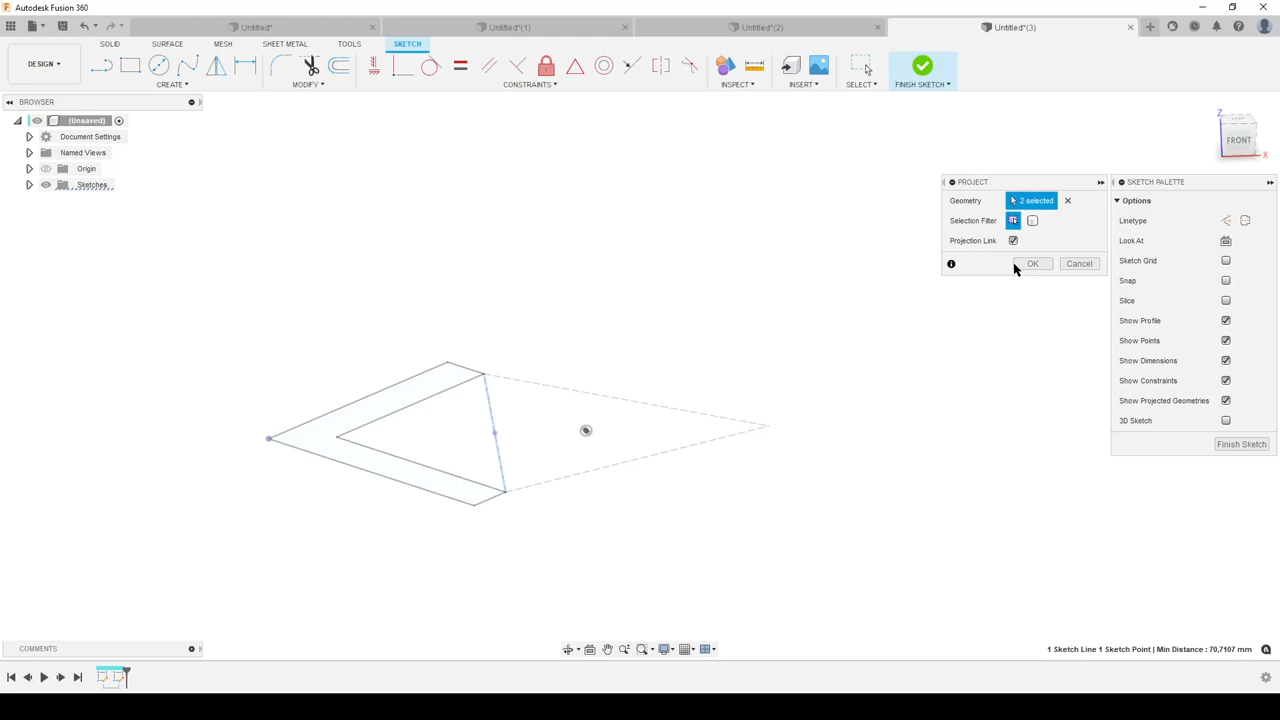 Autodesk Fusion 360
Untitled*
Untitled*(1)
Untitled*(2)
Untitled*(3)
DESIGN
SOLID
SURFACE
MESH
SHEET METAL
TOOLS
SKETCH
CREATE
MODIFY
CONSTRAINTS
INSPECT
INSERT
SELECT
FINISH SKETCH
BROWSER
(Unsaved)
Document Settings
Named Views
Origin
Sketches
Z
FRONT
X
PROJECT
Geometry
2 selected
Selection Filter
Projection Link
OK
Cancel
SKETCH PALETTE
Options
Linetype
Look At
Sketch Grid
Snap
Slice
Show Profile
Show Points
Show Dimensions
Show Constraints
Show Projected Geometries
3D Sketch
Finish Sketch
COMMENTS
1 Sketch Line 1 Sketch Point | Min Distance : 70,7107 mm